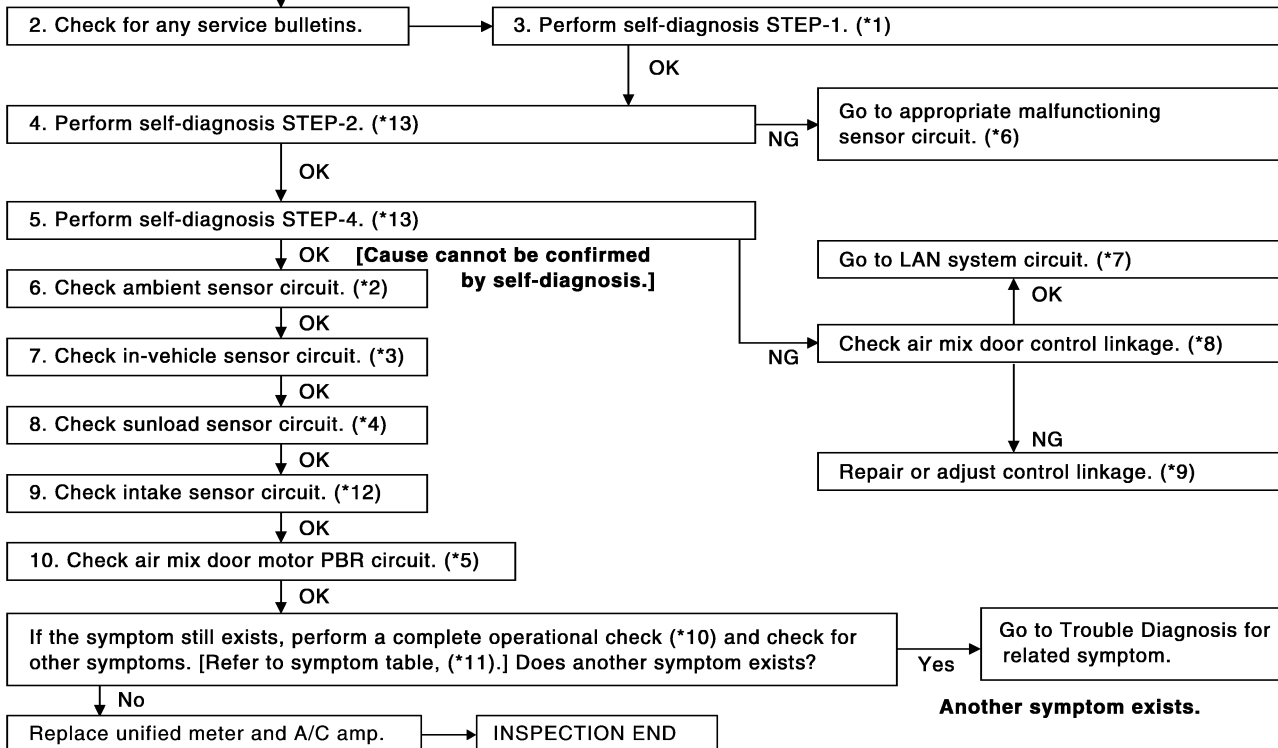 2. Check for any service bulletins.
3. Perform self-diagnosis STEP-1. (*1)
OK
4. Perform self-diagnosis STEP-2. (*13)
NG
Go to appropriate malfunctioning
sensor circuit. (*6)
OK
5. Perform self-diagnosis STEP-4. (*13)
OK
[Cause cannot be confirmed
by self-diagnosis.]
Go to LAN system circuit. (*7)
OK
6. Check ambient sensor circuit. (*2)
OK
NG
Check air mix door control linkage. (*8)
7. Check in-vehicle sensor circuit. (*3)
OK
8. Check sunload sensor circuit. (*4)
NG
OK
Repair or adjust control linkage. (*9)
9. Check intake sensor circuit. (*12)
OK
10. Check air mix door motor PBR circuit. (*5)
OK
If the symptom still exists, perform a complete operational check (*10) and check for
other symptoms. [Refer to symptom table, (*11).] Does another symptom exists?
Yes
Go to Trouble Diagnosis for
related symptom.
Another symptom exists.
No
Replace unified meter and A/C amp.
INSPECTION END